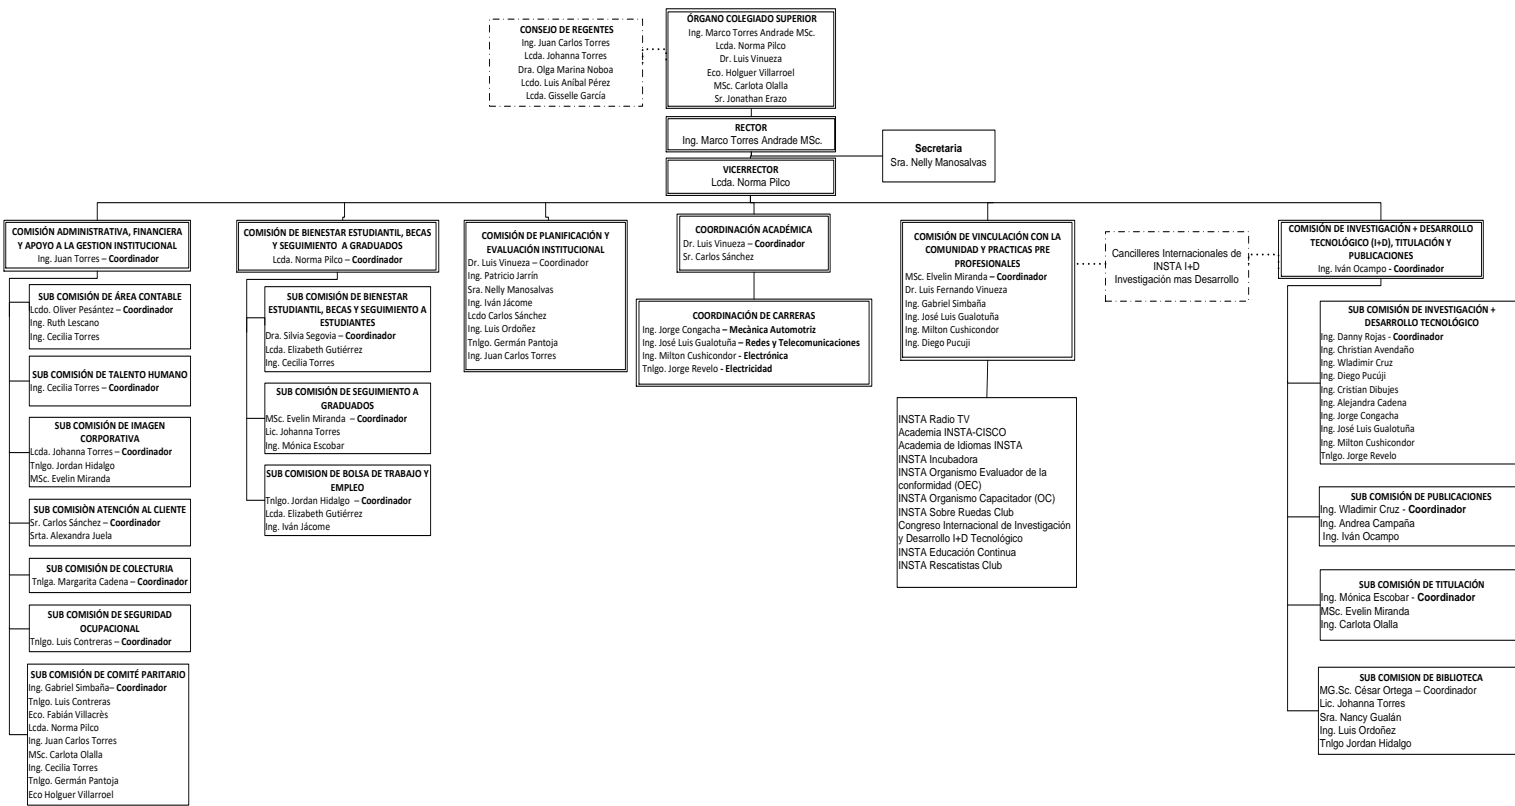 CONSEJO DE REGENTES
Ing. Juan Carlos Torres
Lcda. Johanna Torres
Dra. Olga Marina Noboa
Lcdo. Luis Aníbal Pérez
Lcda. Gisselle García
ÓRGANO COLEGIADO SUPERIOR
Ing. Marco Torres Andrade MSc.
Lcda. Norma Pilco
Dr. Luis Vinueza
Eco. Holguer Villarroel
MSc. Carlota Olalla
Sr. Jonathan Erazo
RECTOR
Ing. Marco Torres Andrade MSc.
Secretaria
Sra. Nelly Manosalvas
VICERRECTOR
Lcda. Norma Pilco
COMISIÓN ADMINISTRATIVA, FINANCIERA
Y APOYO A LA GESTION INSTITUCIONAL
Ing. Juan Torres – Coordinador
SUB COMISIÓN DE ÁREA CONTABLE
Lcdo. Oliver Pesántez – Coordinador
Ing. Ruth Lescano
Ing. Cecilia Torres
SUB COMISIÓN DE TALENTO HUMANO
Ing. Cecilia Torres – Coordinador
SUB COMISIÓN DE IMAGEN
CORPORATIVA
Lcda. Johanna Torres – Coordinador
Tnlgo. Jordan Hidalgo
MSc. Evelin Miranda
SUB COMISIÒN ATENCIÓN AL CLIENTE
Sr. Carlos Sánchez – Coordinador
Srta. Alexandra Juela
SUB COMISIÓN DE COLECTURIA
Tnlga. Margarita Cadena – Coordinador
SUB COMISIÓN DE SEGURIDAD
OCUPACIONAL
Tnlgo. Luis Contreras – Coordinador
SUB COMISIÓN DE COMITÉ PARITARIO
Ing. Gabriel Simbaña– Coordinador
Tnlgo. Luis Contreras
Eco. Fabián Villacrès
Lcda. Norma Pilco
Ing. Juan Carlos Torres
MSc. Carlota Olalla
Ing. Cecilia Torres
Tnlgo. Germán Pantoja
Eco Holguer Villarroel
COMISIÓN DE BIENESTAR ESTUDIANTIL, BECAS
Y SEGUIMIENTO A GRADUADOS
Lcda. Norma Pilco – Coordinador
SUB COMISIÓN DE BIENESTAR
ESTUDIANTIL, BECAS Y SEGUIMIENTO A
ESTUDIANTES
Dra. Silvia Segovia – Coordinador
Lcda. Elizabeth Gutiérrez
Ing. Cecilia Torres
SUB COMISIÓN DE SEGUIMIENTO A
GRADUADOS
MSc. Evelin Miranda – Coordinador
Lic. Johanna Torres
Ing. Mónica Escobar
SUB COMISION DE BOLSA DE TRABAJO Y
EMPLEO
Tnlgo. Jordan Hidalgo – Coordinador
Lcda. Elizabeth Gutiérrez
Ing. Iván Jácome
COMISIÓN DE PLANIFICACIÓN Y
EVALUACIÓN INSTITUCIONAL
Dr. Luis Vinueza – Coordinador
Ing. Patricio Jarrín
Sra. Nelly Manosalvas
Ing. Iván Jácome
Lcdo Carlos Sánchez
Ing. Luis Ordoñez
Tnlgo. Germán Pantoja
Ing. Juan Carlos Torres
COORDINACIÓN ACADÉMICA
Dr. Luis Vinueza – Coordinador
Sr. Carlos Sánchez
COORDINACIÓN DE CARRERAS
Ing. Jorge Congacha – Mecànica Automotriz
Ing. José Luis Gualotuña – Redes y Telecomunicaciones
Ing. Milton Cushicondor - Electrónica
Tnlgo. Jorge Revelo - Electricidad
COMISIÓN DE VINCULACIÓN CON LA
COMUNIDAD Y PRACTICAS PRE
PROFESIONALES
MSc. Elvelin Miranda – Coordinador
Dr. Luis Fernando Vinueza
Ing. Gabriel Simbaña
Ing. José Luis Gualotuña
Ing. Milton Cushicondor
Ing. Diego Pucuji
INSTA Radio TV
Academia INSTA-CISCO
Academia de Idiomas INSTA
INSTA Incubadora
INSTA Organismo Evaluador de la
conformidad (OEC)
INSTA Organismo Capacitador (OC)
INSTA Sobre Ruedas Club
Congreso Internacional de Investigación
y Desarrollo I+D Tecnológico
INSTA Educación Continua
INSTA Rescatistas Club
Cancilleres Internacionales de
INSTA I+D
Investigación mas Desarrollo
COMISIÓN DE INVESTIGACIÓN + DESARROLLO
TECNOLÓGICO (I+D), TITULACIÓN Y
PUBLICACIONES
Ing. Iván Ocampo - Coordinador
SUB COMISIÓN DE INVESTIGACIÓN +
DESARROLLO TECNOLÓGICO
Ing. Danny Rojas - Coordinador
Ing. Christian Avendaño
Ing. Wladimir Cruz
Ing. Diego Pucúji
Ing. Cristian Dibujes
Ing. Alejandra Cadena
Ing. Jorge Congacha
Ing. José Luis Gualotuña
Ing. Milton Cushicondor
Tnlgo. Jorge Revelo
SUB COMISIÓN DE PUBLICACIONES
Ing. Wladimir Cruz - Coordinador
Ing. Andrea Campaña
Ing. Iván Ocampo
SUB COMISIÓN DE TITULACIÓN
Ing. Mónica Escobar - Coordinador
MSc. Evelin Miranda
Ing. Carlota Olalla
SUB COMISION DE BIBLIOTECA
MG.Sc. César Ortega – Coordinador
Lic. Johanna Torres
Sra. Nancy Gualán
Ing. Luis Ordoñez
Tnlgo Jordan Hidalgo